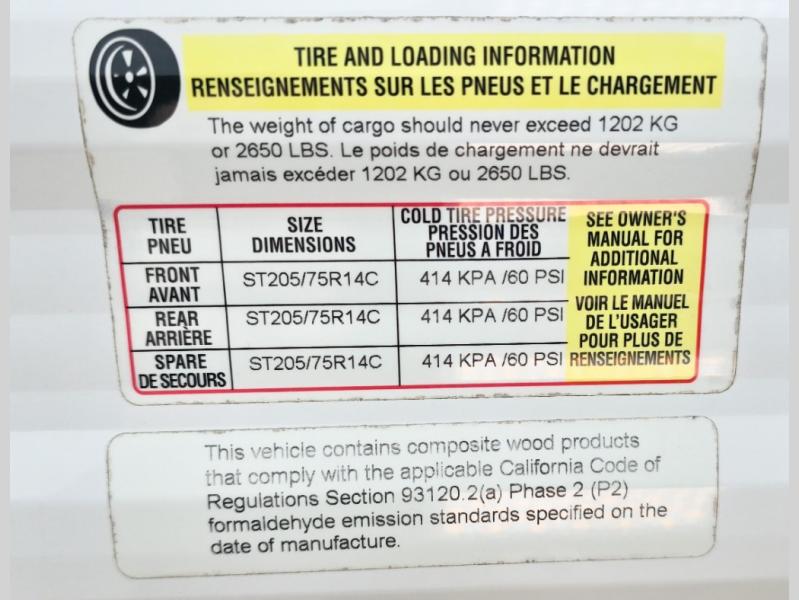 TIRE AND LOADING INFORMATION
RENSEIGNEMENTS SUR LES PNEUS ET LE CHARGEMENT
The weight of cargo should never exceed 1202 KG
or 2650 LBS. Le poids de chargement ne devrait
jamais excéder 1202 KG ou 2650 LBS.
TIRE
PNEU
SIZE
DIMENSIONS
COLD TIRE PRESSURE
PRESSION DES
PNEUS A FROID
SEE OWNER'S
MANUAL FOR
ADDITIONAL
INFORMATION
VOIR LE MANUEL
DE L'USAGER
POUR PLUS DE
RENSEIGNEMENTS
FRONT
AVANT
ST205/75R14C
414 KPA /60 PSI
REAR
ARRIÈRE
ST205/75R14C
414 KPA /60 PSI
SPARE
DE SECOURS
ST205/75R14C
414 KPA /60 PSI
This vehicle contains composite wood products
that comply with the applicable California Code of
Regulations Section 93120.2(a) Phase 2 (P2)
formaldehyde emission standards specified on the
date of manufacture.